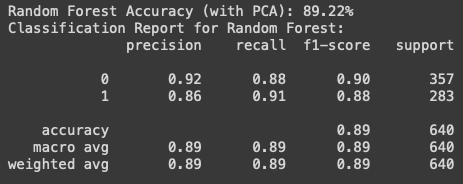 Random Forest Accuracy (with PCA): 89.22%
Classification Report for Random Forest:
precision recall f1-score support
0 0.92 0.88 0.90 357
1 0.86 0.91 0.88 283
accuracy 0.89 640
macro avg 0.89 0.89 0.89 640
weighted avg 0.89 0.89 0.89 640